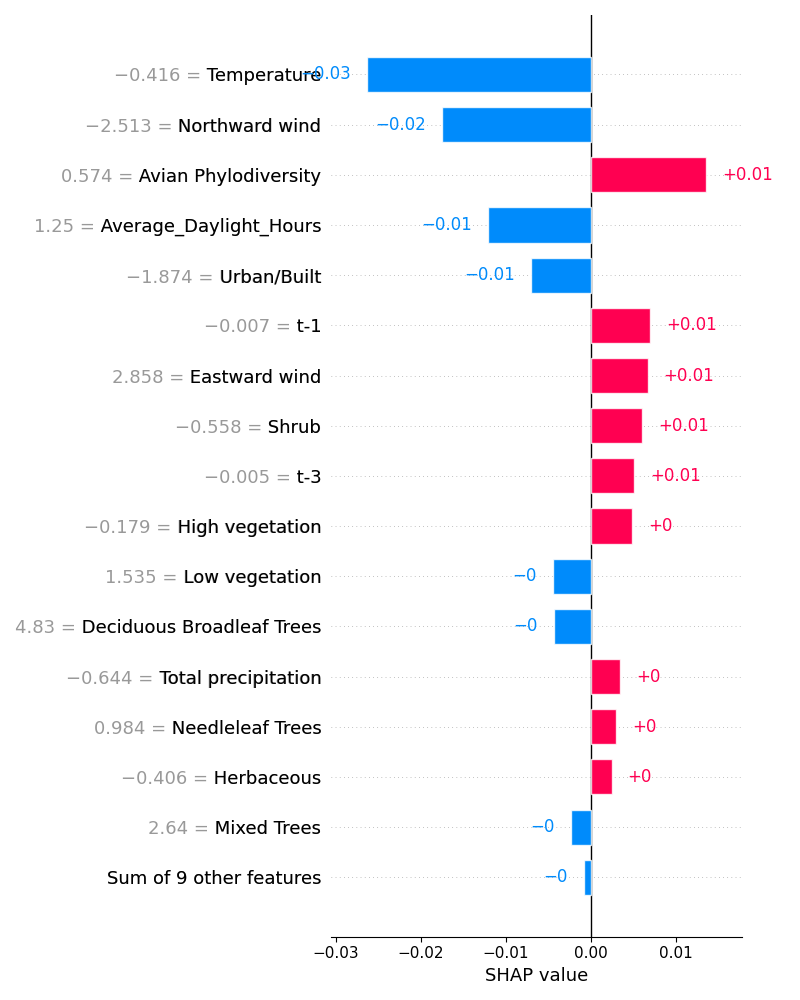 −0.416 = Temperature −0.03
−2.513 = Northward wind −0.02
0.574 = Avian Phylodiversity +0.01
1.25 = Average_Daylight_Hours −0.01
−1.874 = Urban/Built −0.01
−0.007 = t-1 +0.01
2.858 = Eastward wind +0.01
−0.558 = Shrub +0.01
−0.005 = t-3 +0.01
−0.179 = High vegetation +0
1.535 = Low vegetation −0
4.83 = Deciduous Broadleaf Trees −0
−0.644 = Total precipitation +0
0.984 = Needleleaf Trees +0
−0.406 = Herbaceous +0
2.64 = Mixed Trees −0
Sum of 9 other features −0
−0.03 −0.02 −0.01 0.00 0.01
SHAP value